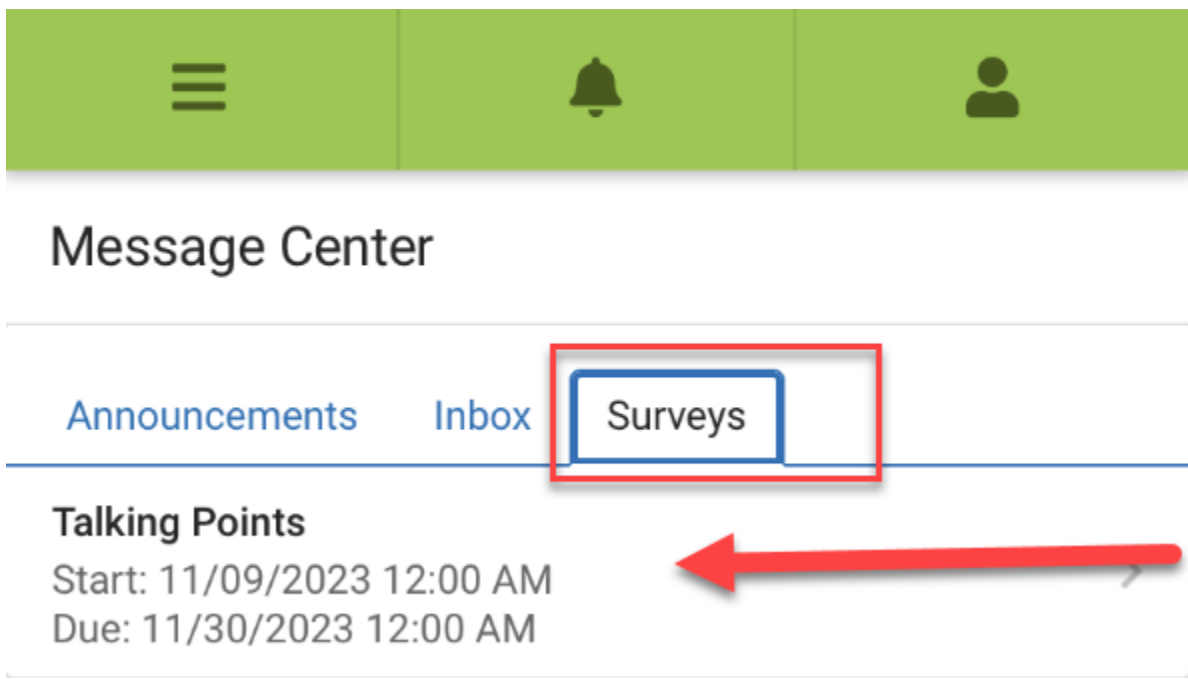 Message Center
Announcements Inbox Surveys
Talking Points
Start: 11/09/2023 12:00 AM
Due: 11/30/2023 12:00 AM